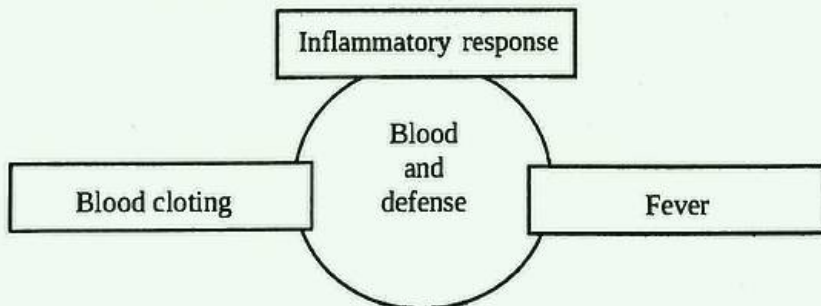 Inflammatory response
Blood
and
defense
Blood cloting
Fever